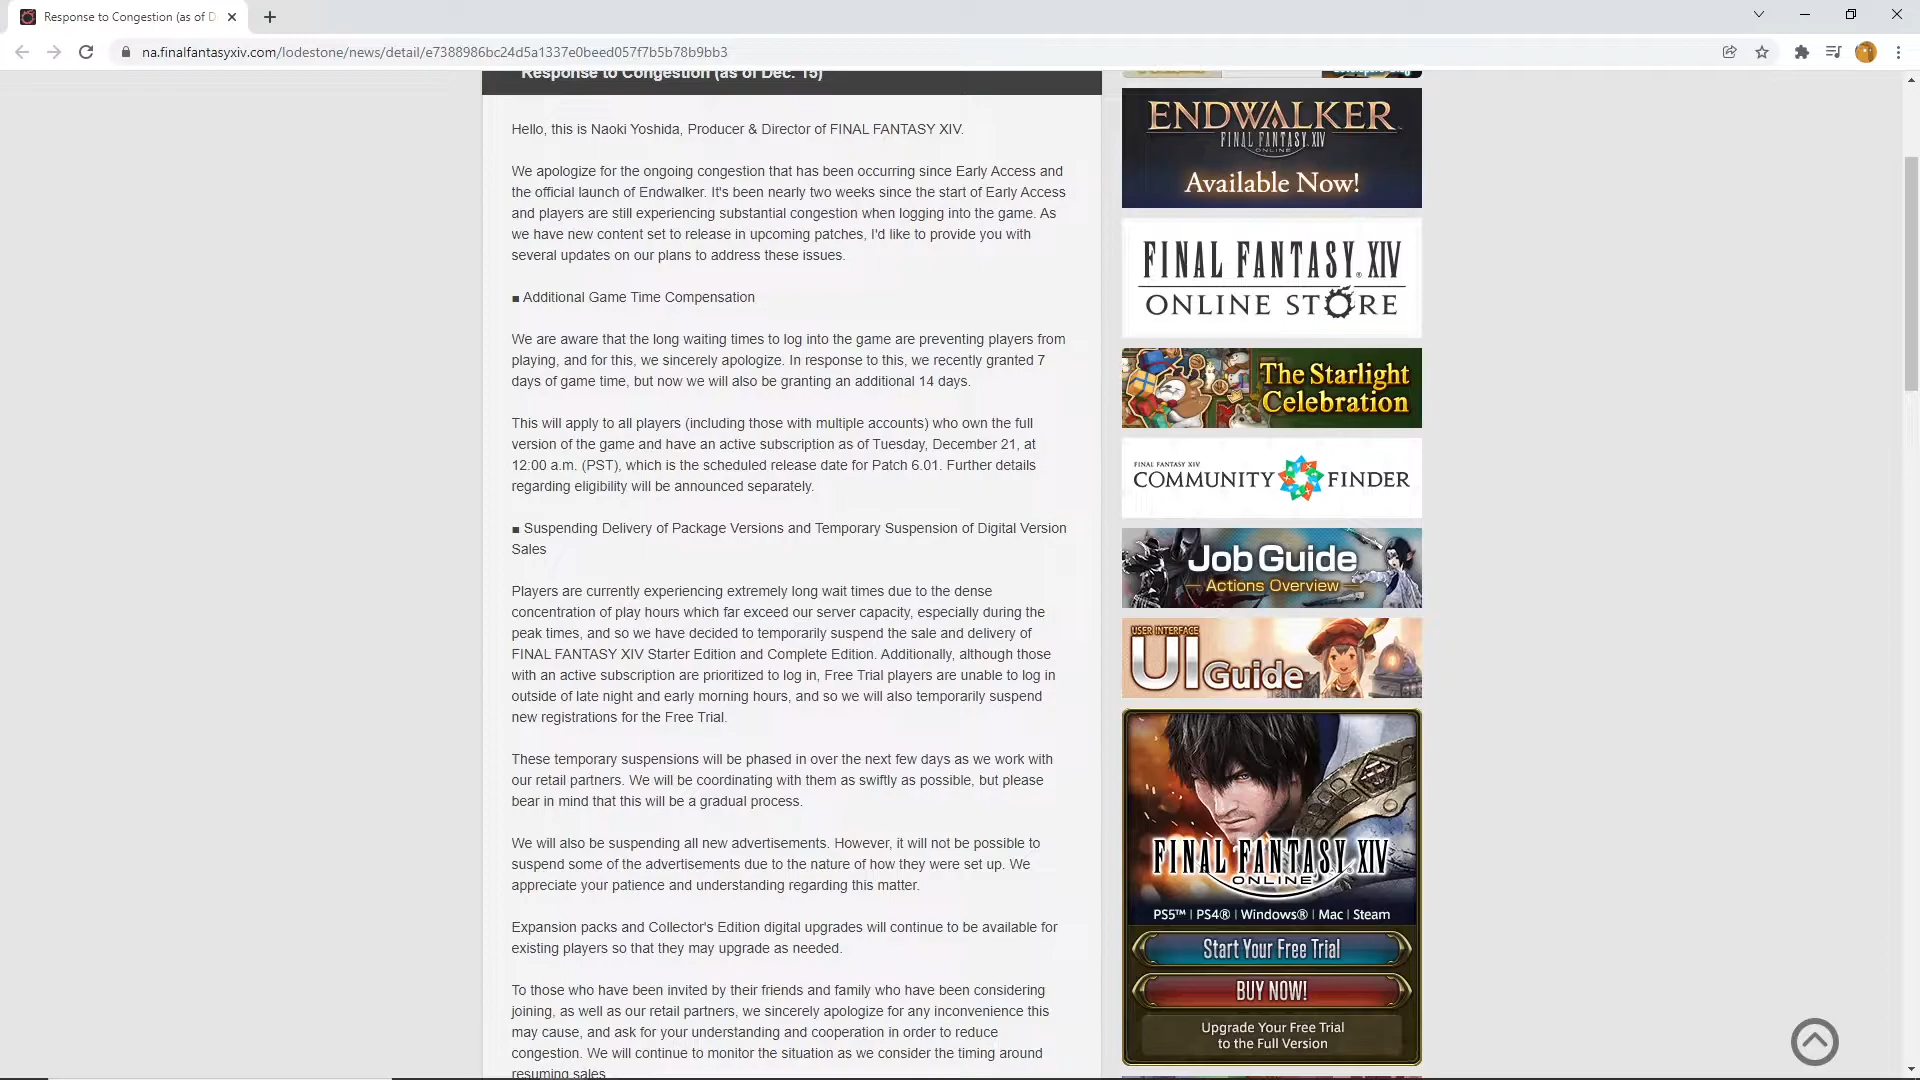 Response to Congestion (as of D
na.finalfantasyxiv.com/lodestone/news/detail/e7388986bc24d5a1337e0beed057f7b5b78b9bb3
Response to Congestion (as of Dec. 15)
Hello, this is Naoki Yoshida, Producer & Director of FINAL FANTASY XIV.
We apologize for the ongoing congestion that has been occurring since Early Access and
the official launch of Endwalker. It's been nearly two weeks since the start of Early Access
and players are still experiencing substantial congestion when logging into the game. As
we have new content set to release in upcoming patches, I'd like to provide you with
several updates on our plans to address these issues.
■ Additional Game Time Compensation
We are aware that the long waiting times to log into the game are preventing players from
playing, and for this, we sincerely apologize. In response to this, we recently granted 7
days of game time, but now we will also be granting an additional 14 days.
This will apply to all players (including those with multiple accounts) who own the full
version of the game and have an active subscription as of Tuesday, December 21, at
12:00 a.m. (PST), which is the scheduled release date for Patch 6.01. Further details
regarding eligibility will be announced separately.
■ Suspending Delivery of Package Versions and Temporary Suspension of Digital Version
Sales
Players are currently experiencing extremely long wait times due to the dense
concentration of play hours which far exceed our server capacity, especially during the
peak times, and so we have decided to temporarily suspend the sale and delivery of
FINAL FANTASY XIV Starter Edition and Complete Edition. Additionally, although those
with an active subscription are prioritized to log in, Free Trial players are unable to log in
outside of late night and early morning hours, and so we will also temporarily suspend
new registrations for the Free Trial.
These temporary suspensions will be phased in over the next few days as we work with
our retail partners. We will be coordinating with them as swiftly as possible, but please
bear in mind that this will be a gradual process.
We will also be suspending all new advertisements. However, it will not be possible to
suspend some of the advertisements due to the nature of how they were set up. We
appreciate your patience and understanding regarding this matter.
Expansion packs and Collector's Edition digital upgrades will continue to be available for
existing players so that they may upgrade as needed.
To those who have been invited by their friends and family who have been considering
joining, as well as our retail partners, we sincerely apologize for any inconvenience this
may cause, and ask for your understanding and cooperation in order to reduce
congestion. We will continue to monitor the situation as we consider the timing around
resuming sales.
ENDWALKER
FINAL FANTASY XIV
ONLINE
Available Now!
FINAL FANTASY XIV
ONLINE STORE
The Starlight
Celebration
FINAL FANTASY XIV
COMMUNITY FINDER
Job Guide
Actions Overview
USER INTERFACE
UI Guide
FINAL FANTASY XIV
ONLINE
PS5™ | PS4® | Windows® | Mac | Steam
Start Your Free Trial
BUY NOW!
Upgrade Your Free Trial
to the Full Version